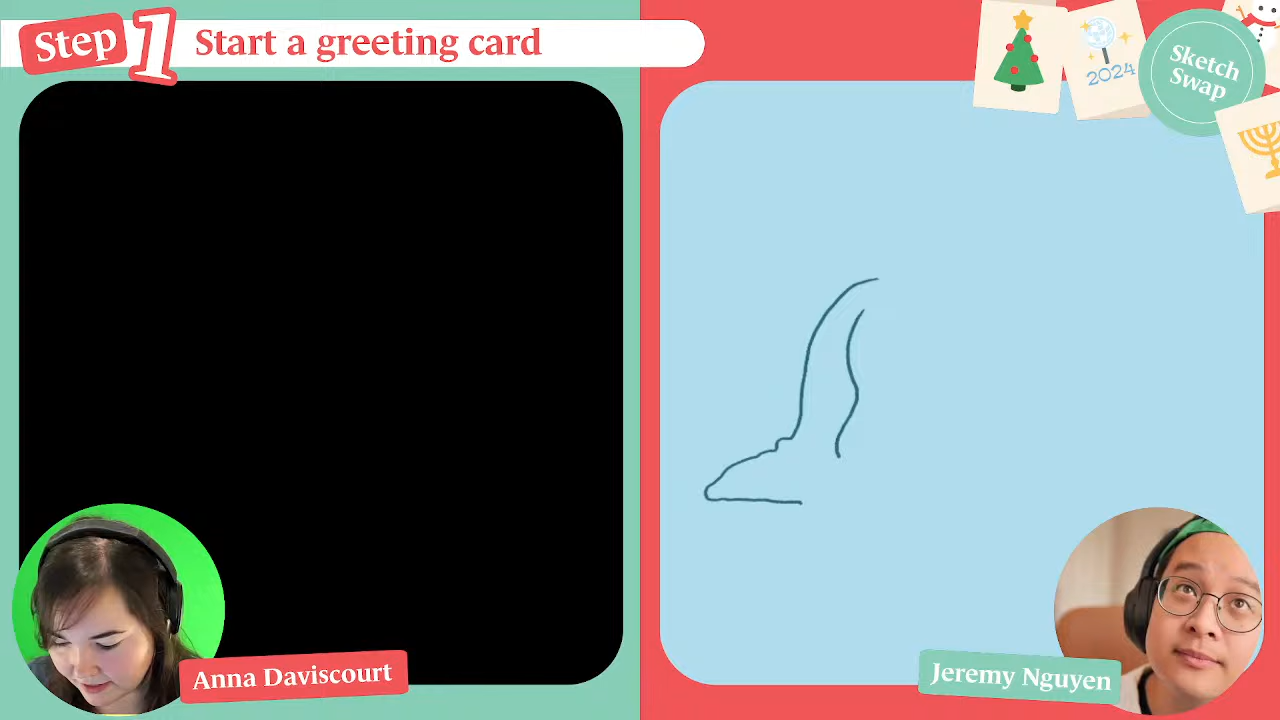 Step 1 Start a greeting card
2024
Sketch
Swap
Anna Daviscourt
Jeremy Nguyen